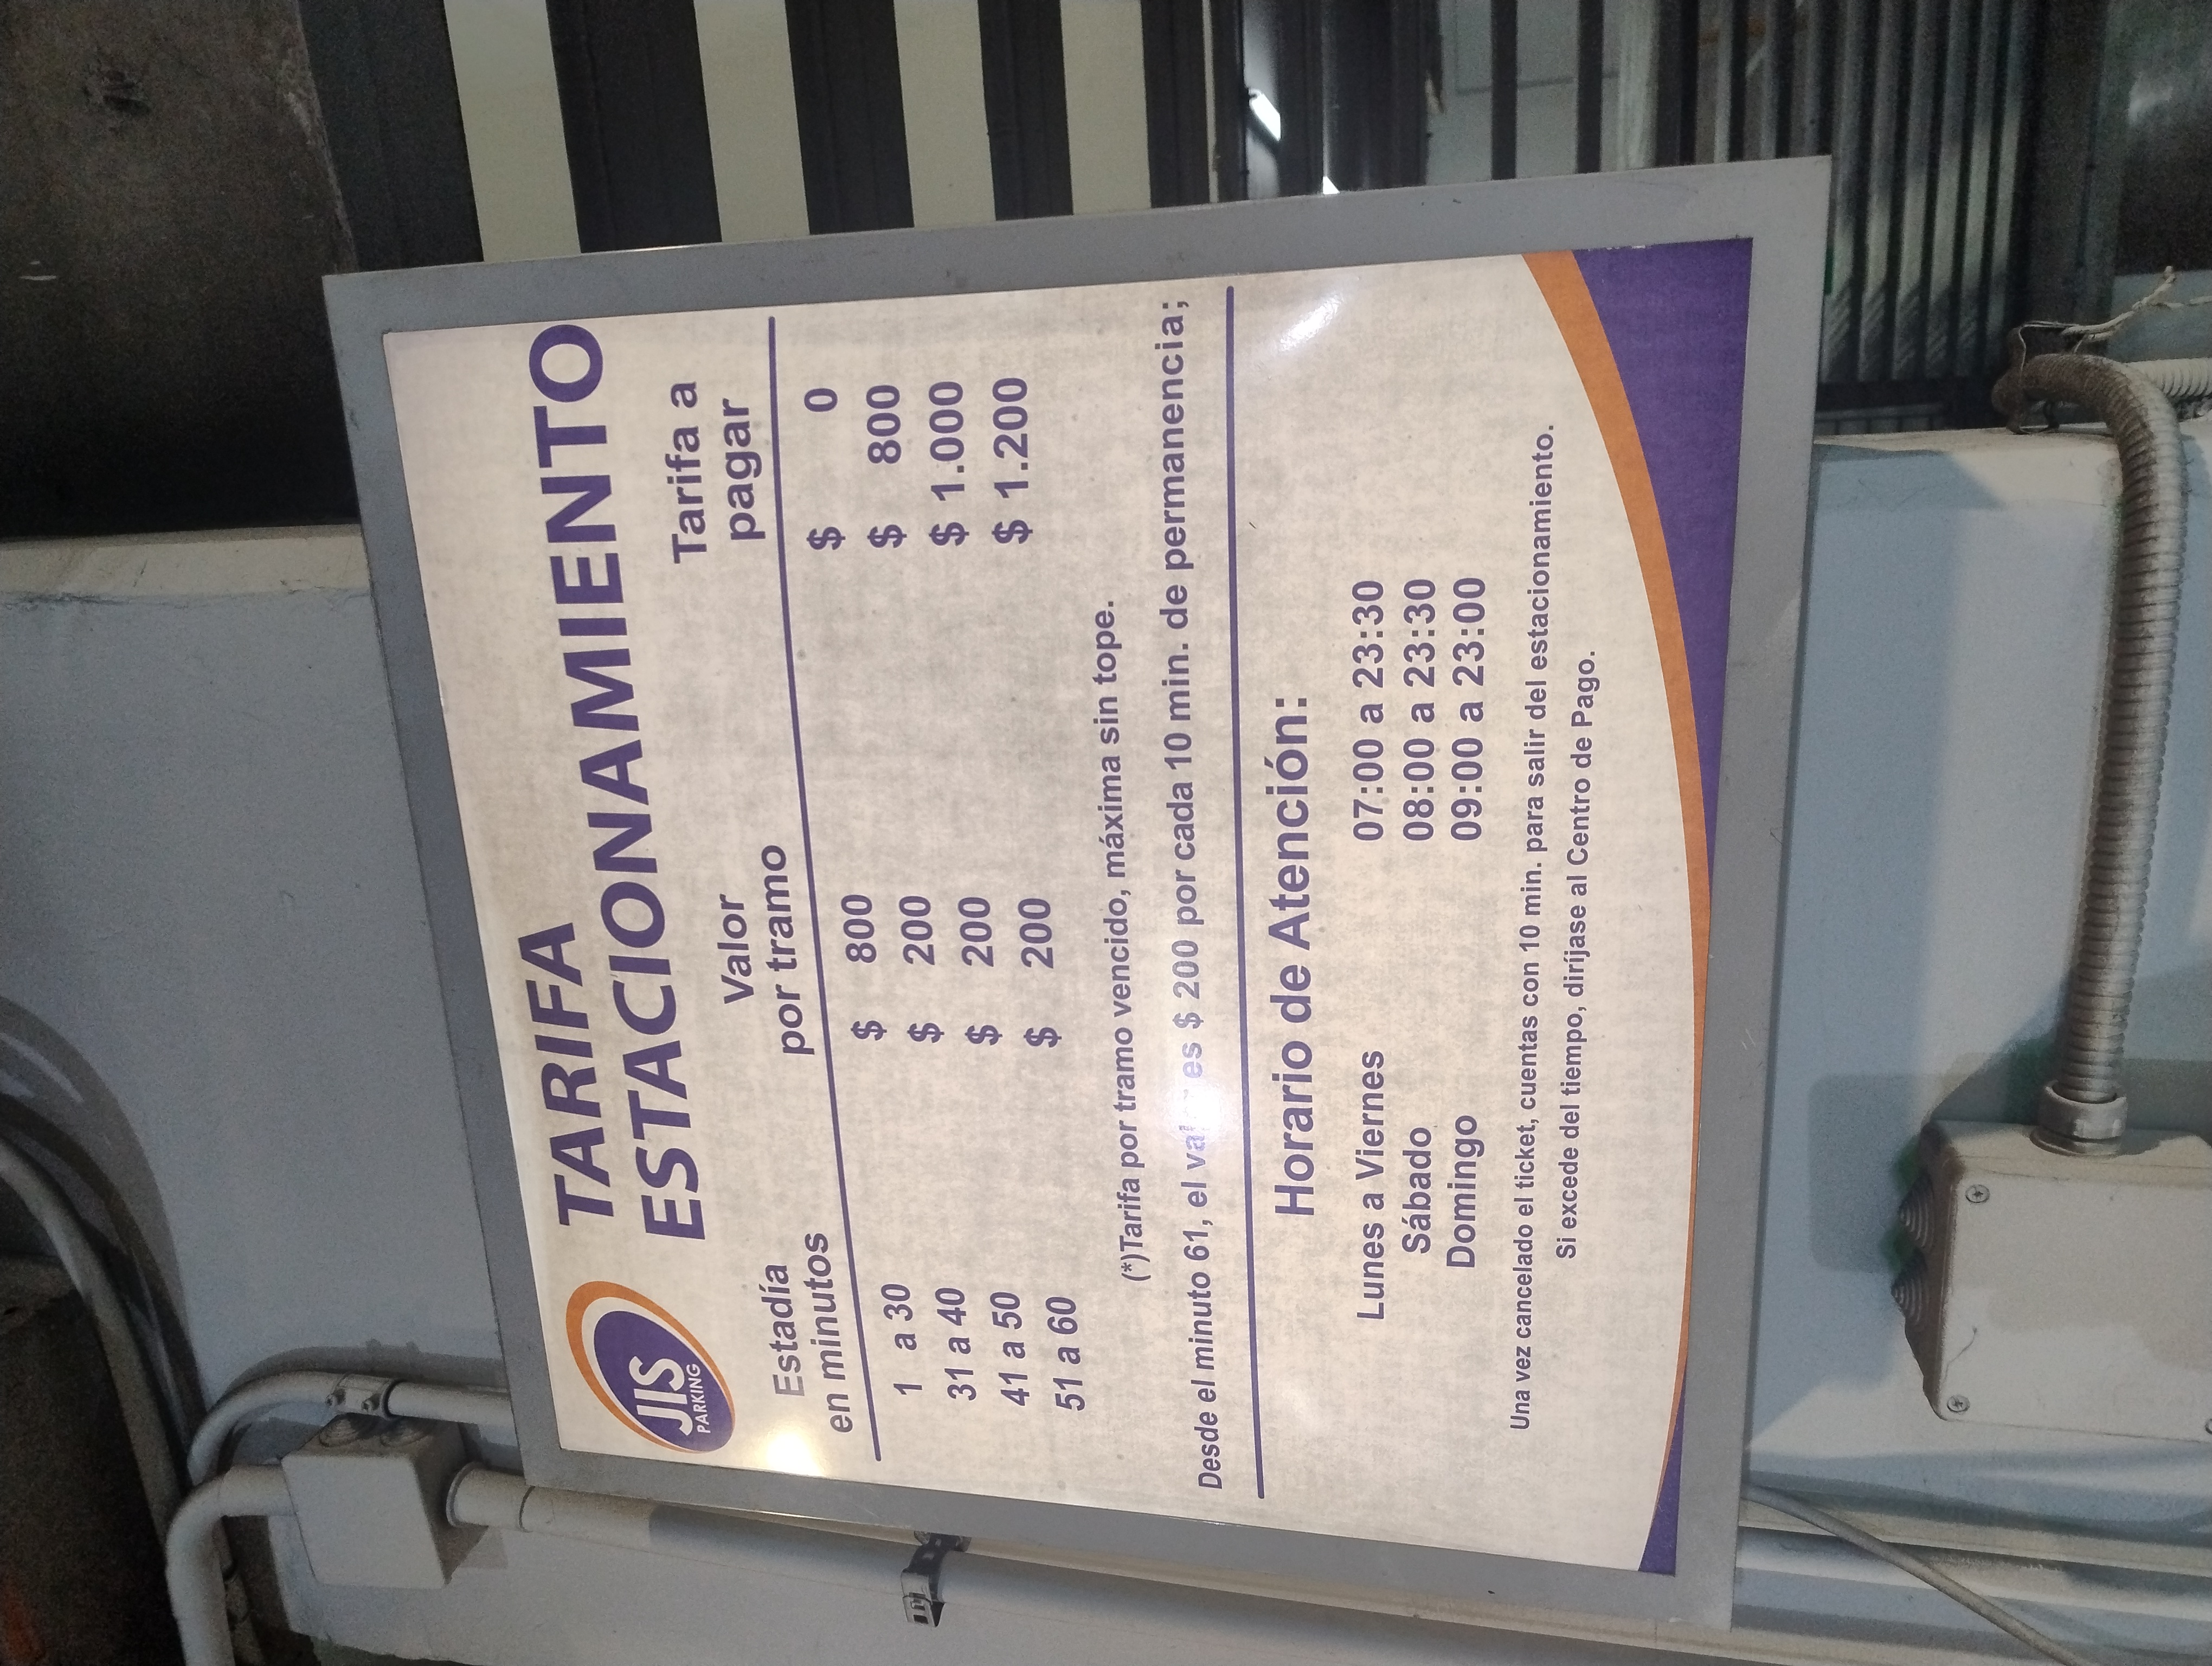 JIS
PARKING
TARIFA
ESTACIONAMIENTO
Estadía
en minutos
Valor
por tramo
Tarifa a
pagar
1 a 30 $ 800 $ 0
31 a 40 $ 200 $ 800
41 a 50 $ 200 $ 1.000
51 a 60 $ 200 $ 1.200
(*)Tarifa por tramo vencido, máxima sin tope.
Desde el minuto 61, el valor es $ 200 por cada 10 min. de permanencia;
Horario de Atención:
Lunes a Viernes 07:00 a 23:30
Sábado 08:00 a 23:30
Domingo 09:00 a 23:00
Una vez cancelado el ticket, cuentas con 10 min. para salir del estacionamiento.
Si excede del tiempo, diríjase al Centro de Pago.